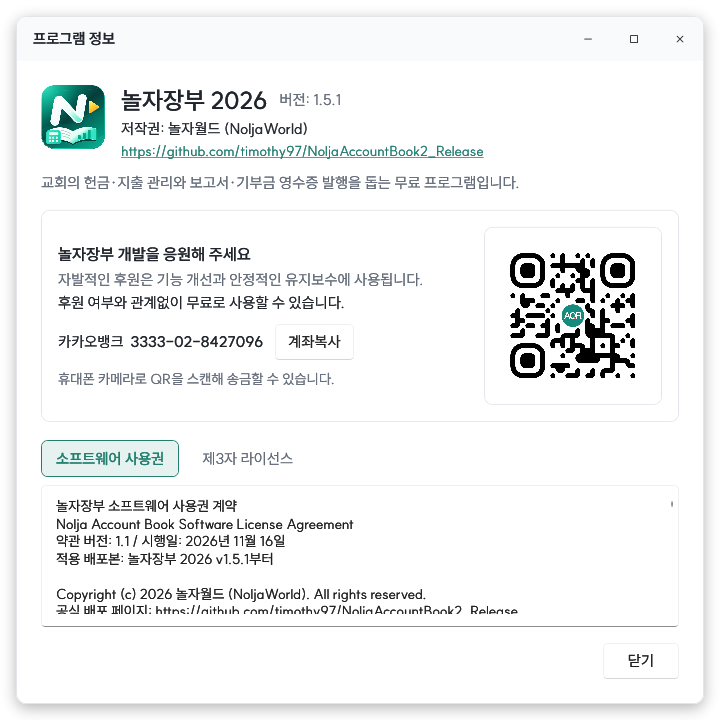 프로그램 정보
놀자장부 2026 버전: 1.5.1
저작권: 놀자월드 (NoljaWorld)
https://github.com/timothy97/NoljaAccountBook2_Release
교회의 헌금·지출 관리와 보고서·기부금 영수증 발행을 돕는 무료 프로그램입니다.
놀자장부 개발을 응원해 주세요
자발적인 후원은 기능 개선과 안정적인 유지보수에 사용됩니다.
후원 여부와 관계없이 무료로 사용할 수 있습니다.
카카오뱅크 3333-02-8427096 계좌복사
휴대폰 카메라로 QR을 스캔해 송금할 수 있습니다.
소프트웨어 사용권 제3자 라이선스
놀자장부 소프트웨어 사용권 계약
Nolja Account Book Software License Agreement
약관 버전: 1.1 / 시행일: 2026년 11월 16일
적용 배포본: 놀자장부 2026 v1.5.1부터
Copyright (c) 2026 놀자월드 (NoljaWorld). All rights reserved.
공식 배포 페이지: https://github.com/timothy97/NoljaAccountBook2_Release
닫기